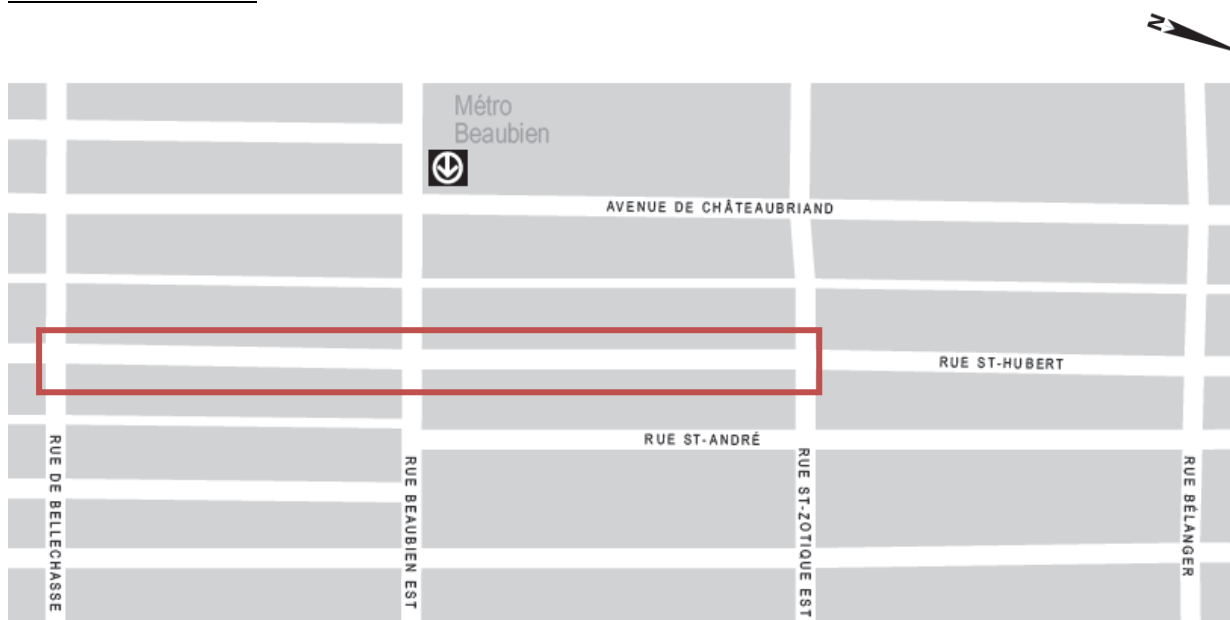 N
Métro
Beaubien
AVENUE DE CHÂTEAUBRIAND
RUE ST-HUBERT
RUE ST-ANDRÉ
RUE DE BELLECHASSE
RUE BEAUBIEN EST
RUE ST-ZOTIQUE EST
RUE BÉLANGER